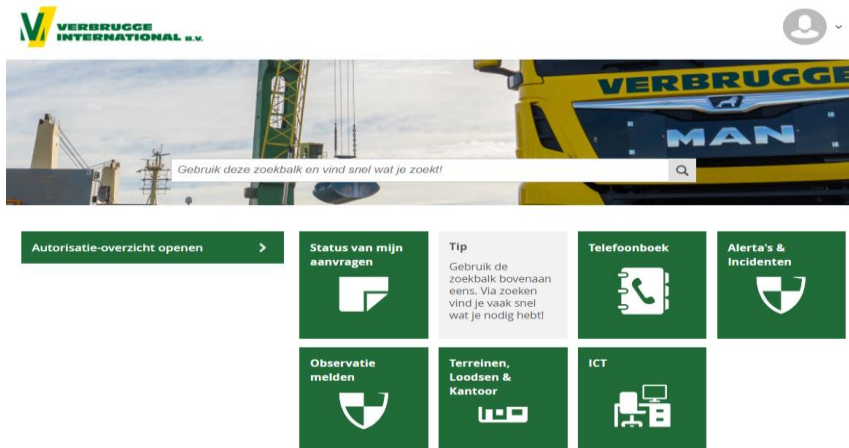 VERBRUGGE
INTERNATIONAL B.V.
VERBRUGGE
MAN
Gebruik deze zoekbalk en vind snel wat je zoekt!
Autorisatie-overzicht openen
Status van mijn
aanvragen
Tip
Gebruik de
zoekbalk bovenaan
eens. Via zoeken
vind je vaak snel
wat je nodig hebt!
Telefoonboek
Alerta's &
Incidenten
Observatie
melden
Terreinen,
Loodsen &
Kantoor
ICT